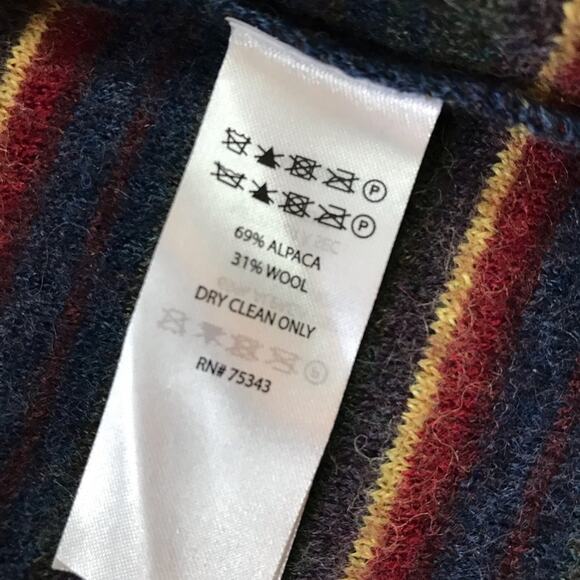 P
P
69% ALPACA
31% WOOL
DRY CLEAN ONLY
RN# 75343